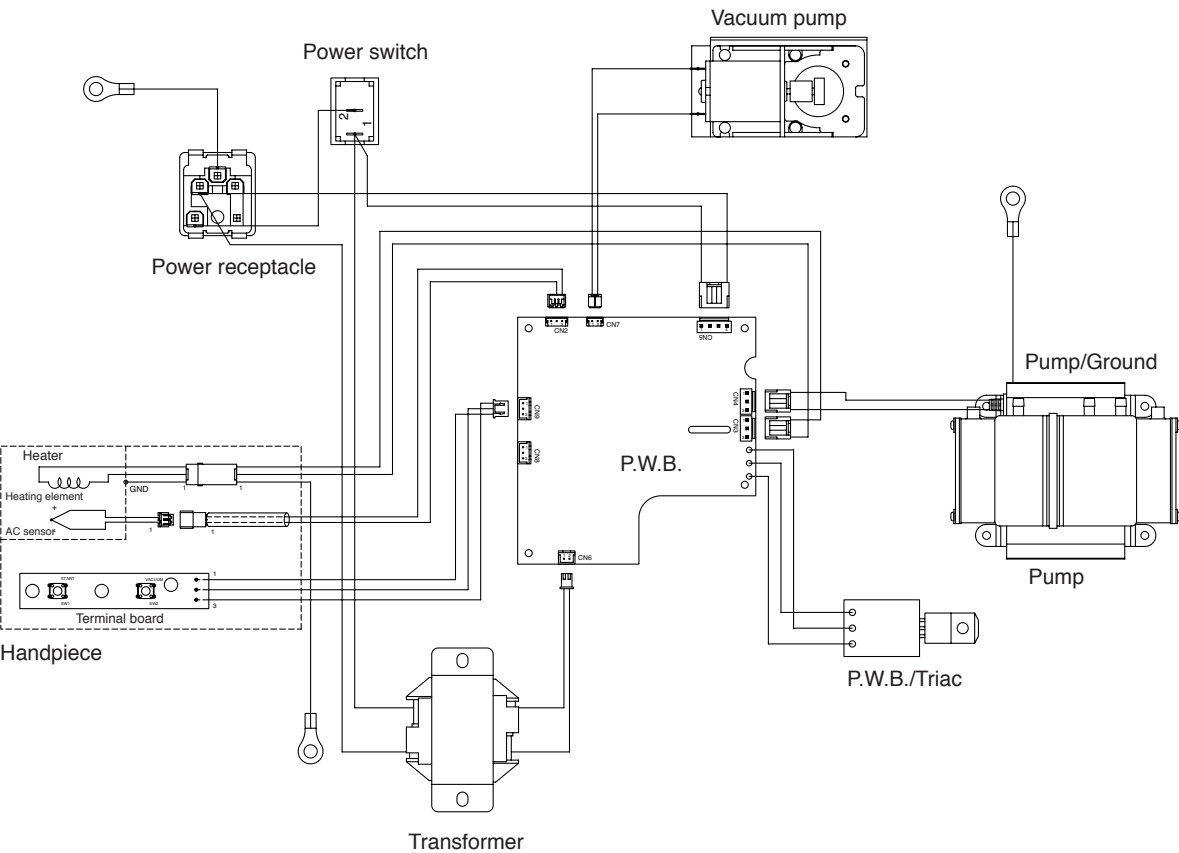 Vacuum pump
Power switch
2
1
Power receptacle
CN2
CN7
CN5
Pump/Ground
CN4
CN9
CN3
P.W.B.
CN8
Heater
GND
1
1
Heating element
+
AC sensor
-
1
1
CN6
Pump
START
VACUUM
1
SW1
SW2
3
Terminal board
Handpiece
P.W.B./Triac
Transformer